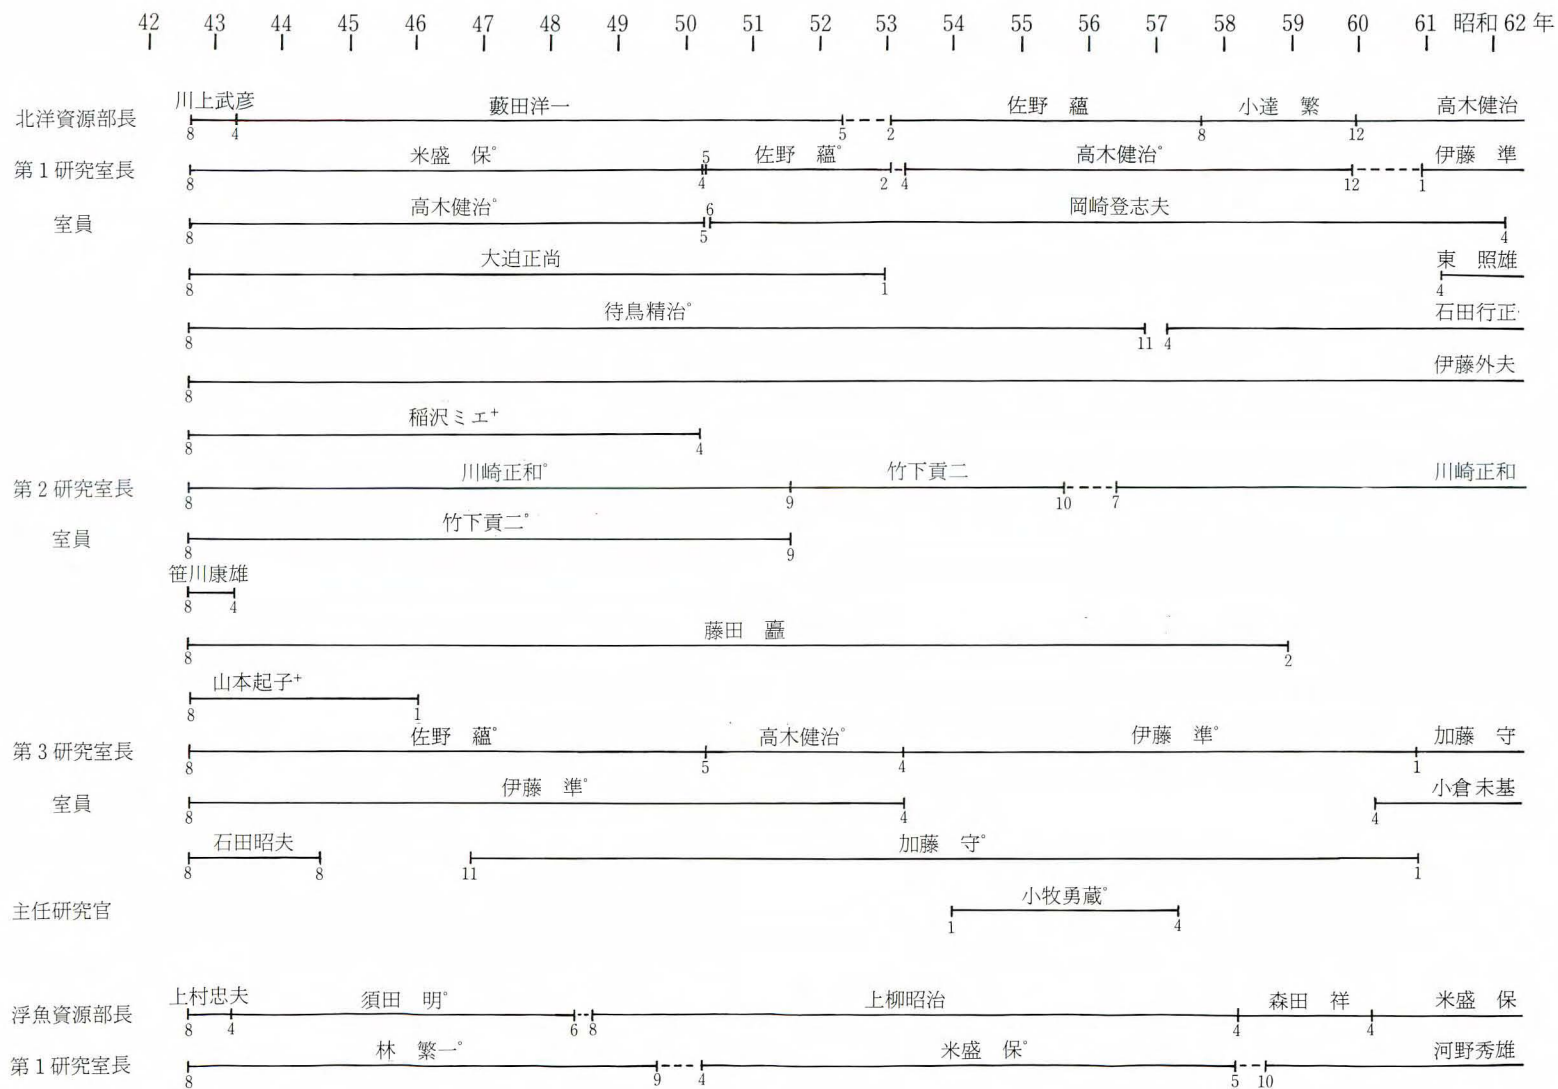 42 43 44 45 46 47 48 49 50 51 52 53 54 55 56 57 58 59 60 61 昭和 62 年
川上武彦 藪田洋一 佐野 蘊 小達 繁 高木健治
北洋資源部長
8 4 5 2 8 12
米盛 保° 5 佐野 蘊° 高木健治° 伊藤 準
第1研究室長
8 4 2 4 12 1
高木健治° 6 岡崎登志夫
室員
8 5 4
大迫正尚 東 照雄
8 1 4
待鳥精治° 石田行正
8 11 4
伊藤外夫
8
稲沢ミエ+
8 4
川崎正和° 竹下貢二 川崎正和
第2研究室長
8 9 10 7
竹下貢二°
室員
8 9
笹川康雄
8 4
藤田 矗
8 2
山本起子+
8 1
佐野 蘊° 高木健治° 伊藤 準° 加藤 守
第3研究室長
8 5 4 1
伊藤 準° 小倉未基
室員
8 4 4
石田昭夫 加藤 守°
8 8 11 1
小牧勇蔵°
主任研究官
1 4
上村忠夫 須田 明° 上柳昭治 森田 祥 米盛 保
浮魚資源部長
8 4 6 8 4 4
林 繁一° 米盛 保° 河野秀雄
第1研究室長
8 9 4 5 10